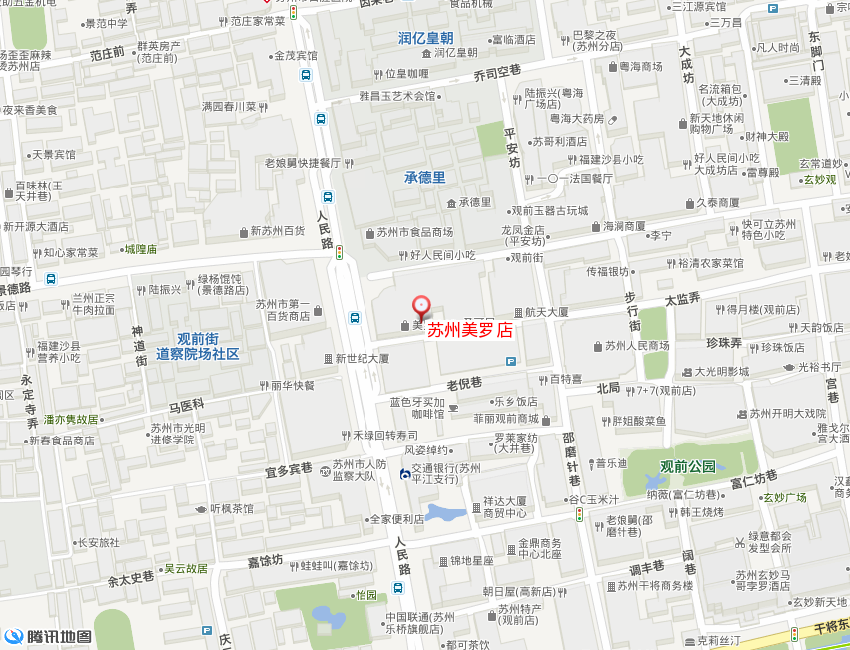 弄
因果巷
食品机械
三江源宾馆
景范中学
范庄家常菜
润亿皇朝
三万昌
范庄前
群英房产
(范庄前)
金茂宾馆
润亿皇朝
富临酒店
巴黎之夜
(苏州分店)
凡人时尚
东脚门
位皇咖喱
乔司空巷
粤海商场
大成坊
三清殿
名流箱包
(大成坊)
雅昌玉艺术会馆
陆振兴(粤海
广场店)
夜来香美食
满园春川菜
粤海大药房
新天地休闲
购物广场
平安坊
苏哥利酒店
财神大殿
天景宾馆
老娘舅快捷餐厅
福建沙县小吃
好人民间小吃
大成坊店
玄常道妙
雷尊殿
玄妙观
百味林(王
天井巷)
承德里
一〇一法国餐厅
承德里
观前玉器古玩城
久泰商厦
新开源大酒店
人民路
新苏州百货
苏州市食品商场
龙凤金店
(平安坊)
海澜商厦
李宁
快可立苏州
特色小吃
知心家常菜
城隍庙
好人民间小吃
观前街
传福银坊
裕清农家菜馆
景德路
陆振兴
绿杨馄饨
(景德路店)
兰州正宗
牛肉拉面
苏州市第一
百货商店
步行街
太监弄
航天大厦
得月楼(观前店)
天韵饭店
神道街
观前街
道察院场社区
苏州美罗店
福建沙县
营养小吃
新世纪大厦
苏州人民商场
珍珠弄
珍珠饭店
光裕书厅
永定寺弄
丽华快餐
老倪巷
百特喜
大光明影城
北局
7+7(观前店)
宫巷
潘亦隽故居
马医科
蓝色牙买加
咖啡馆
乐乡饭店
菲丽观前商城
苏州开明大戏院
胖姐酸菜鱼
新春食品商店
苏州市光明
进修学院
禾绿回转寿司
风姿绰约
罗莱家纺
(大井巷)
邵磨针巷
宜多宾巷
苏州市人防
监察大队
交通银行(苏州
平江支行)
普乐迪
观前公园
富仁坊巷
纳薇(富仁坊巷)
玄妙广场
听枫茶馆
祥达大厦
商贸中心
谷C玉米汁
韩王烧烤
全家便利店
老娘舅(邵
磨针巷)
绿意都会
发型会所
长安旅社
人民路
金鼎商务
中心北座
嘉馀坊
锦地星座
阔巷
吴云故居
蛙蛙叫(嘉馀坊)
调丰巷
余太史巷
苏州干将商务楼
苏州玄妙马
哥孛罗酒店
怡园
朝日屋(高新店)
苏州特产
(观前店)
中国联通(苏州
乐桥旗舰店)
玄妙新天地
干将东
腾讯地图
都可茶饮
克莉丝汀